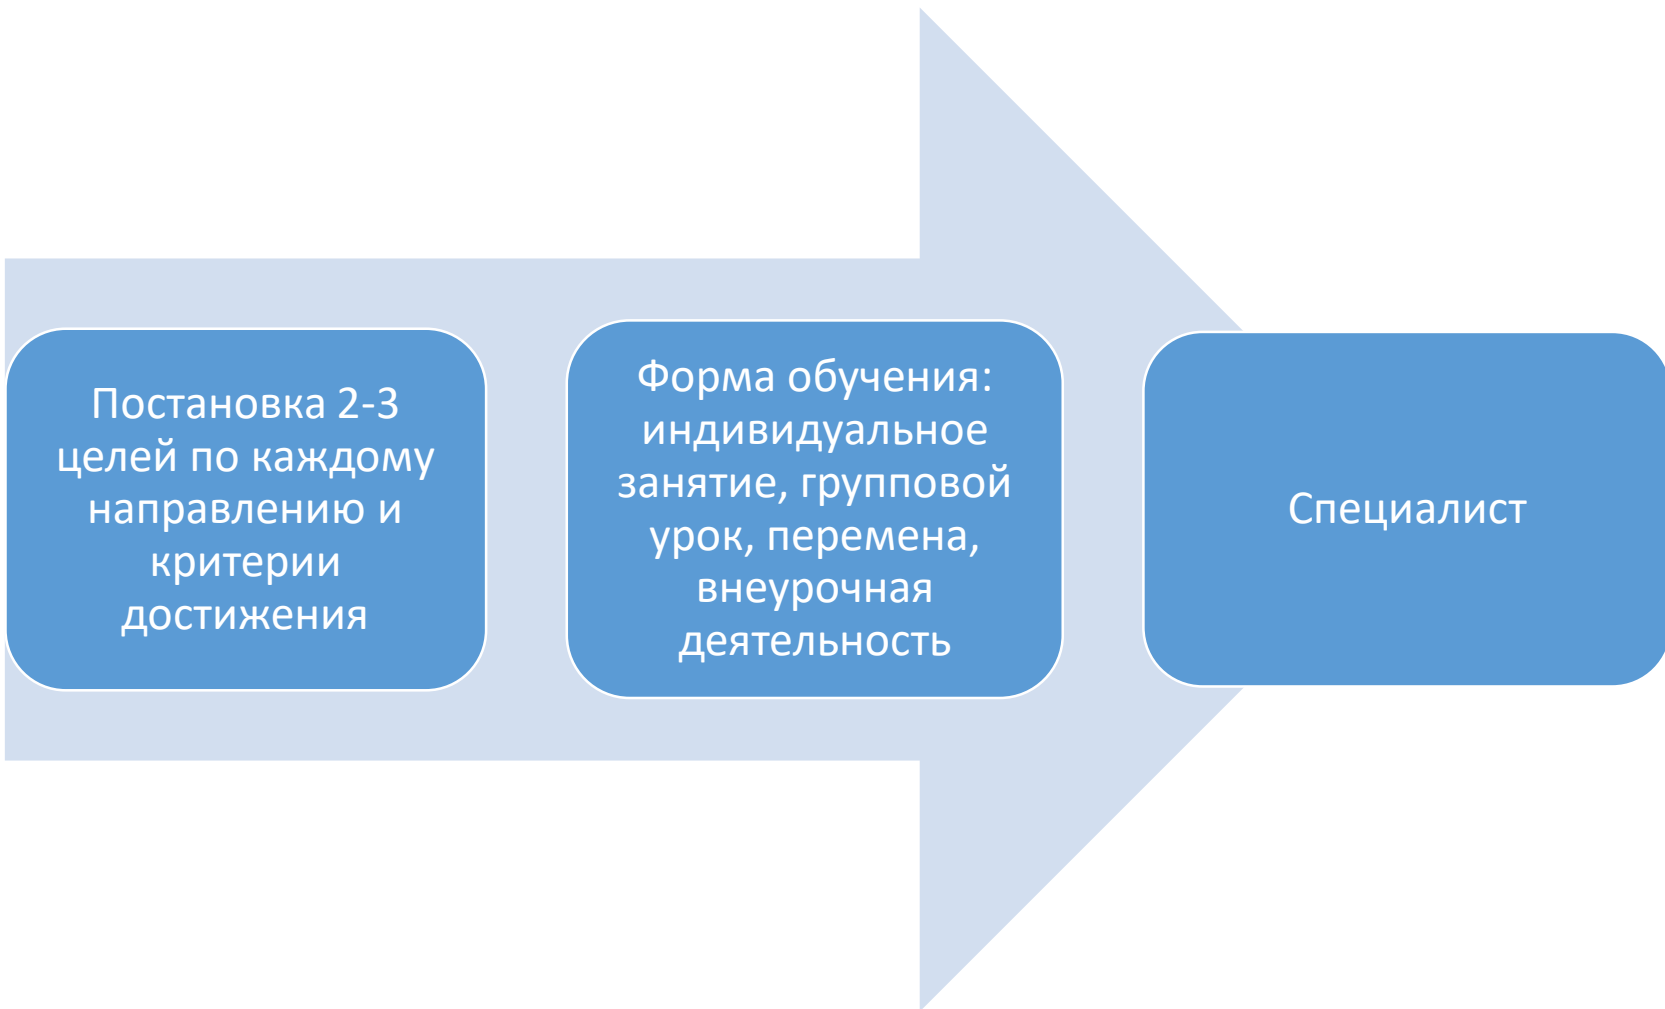 Постановка 2-3
целей по каждому
направлению и
критерии
достижения
Форма обучения:
индивидуальное
занятие, групповой
урок, перемена,
внеурочная
деятельность
Специалист